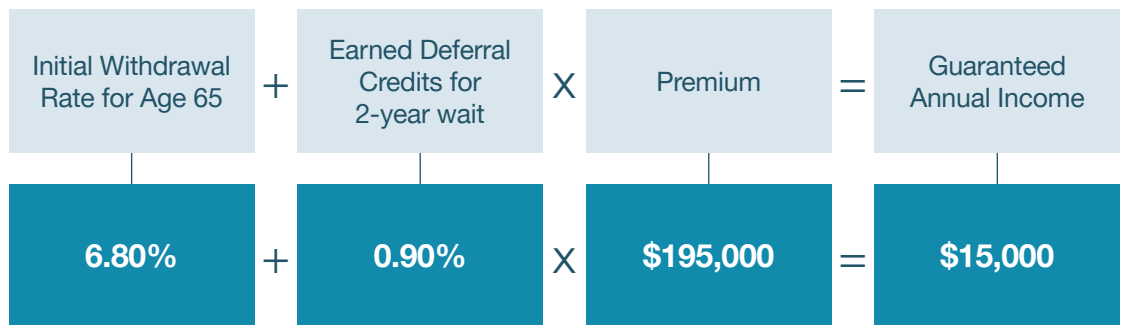 Initial Withdrawal
Rate for Age 65
+
Earned Deferral
Credits for
2-year wait
X
Premium
=
Guaranteed
Annual Income
6.80%
+
0.90%
X
$195,000
=
$15,000